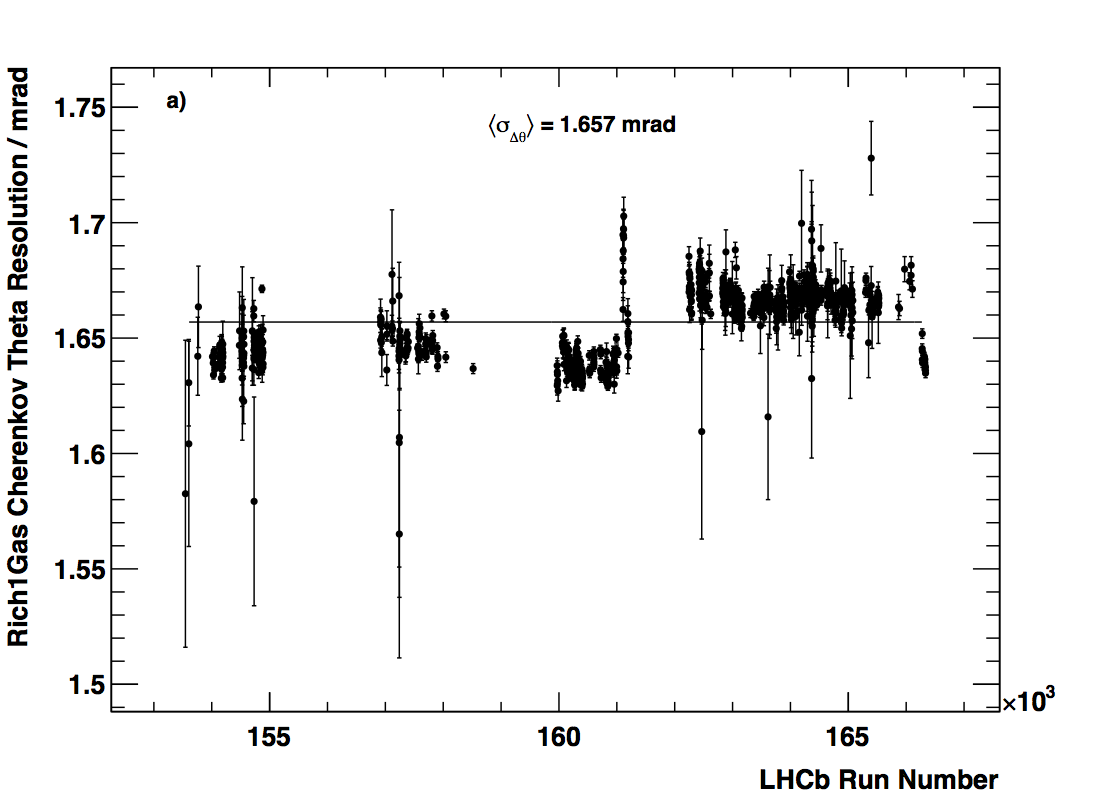 Rich1Gas Cherenkov Theta Resolution / mrad
a)
⟨σΔθ⟩ = 1.657 mrad
1.75
1.7
1.65
1.6
1.55
1.5
155 160 165
×10³
LHCb Run Number